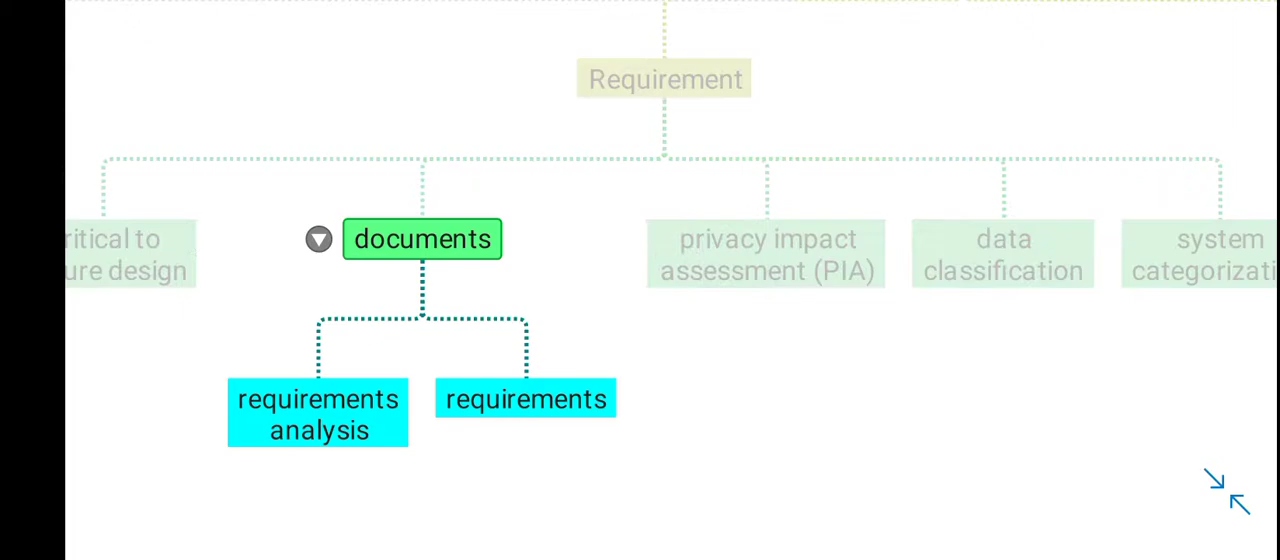 Requirement
ritical to
ure design
documents
privacy impact
assessment (PIA)
data
classification
system
categorizati
requirements
analysis
requirements